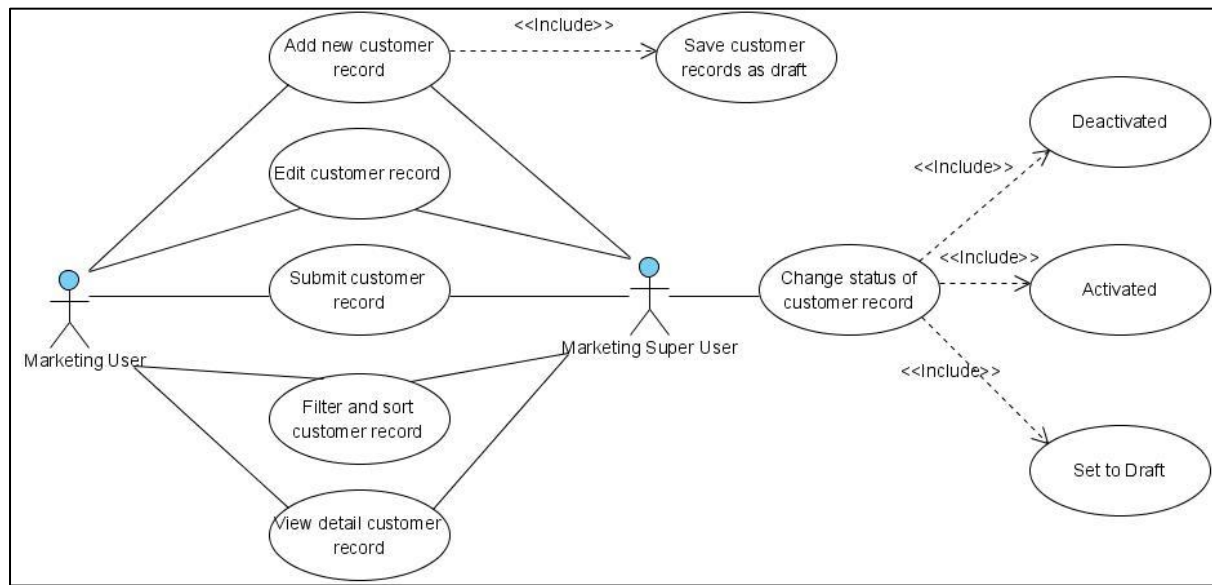 <<Include>>
Add new customer
record
Save customer
records as draft
Deactivated
Edit customer record
<<Include>>
Submit customer
record
Change status of
customer record
<<Include>>
Activated
Marketing User
Marketing Super User
<<Include>>
Filter and sort
customer record
Set to Draft
View detail customer
record